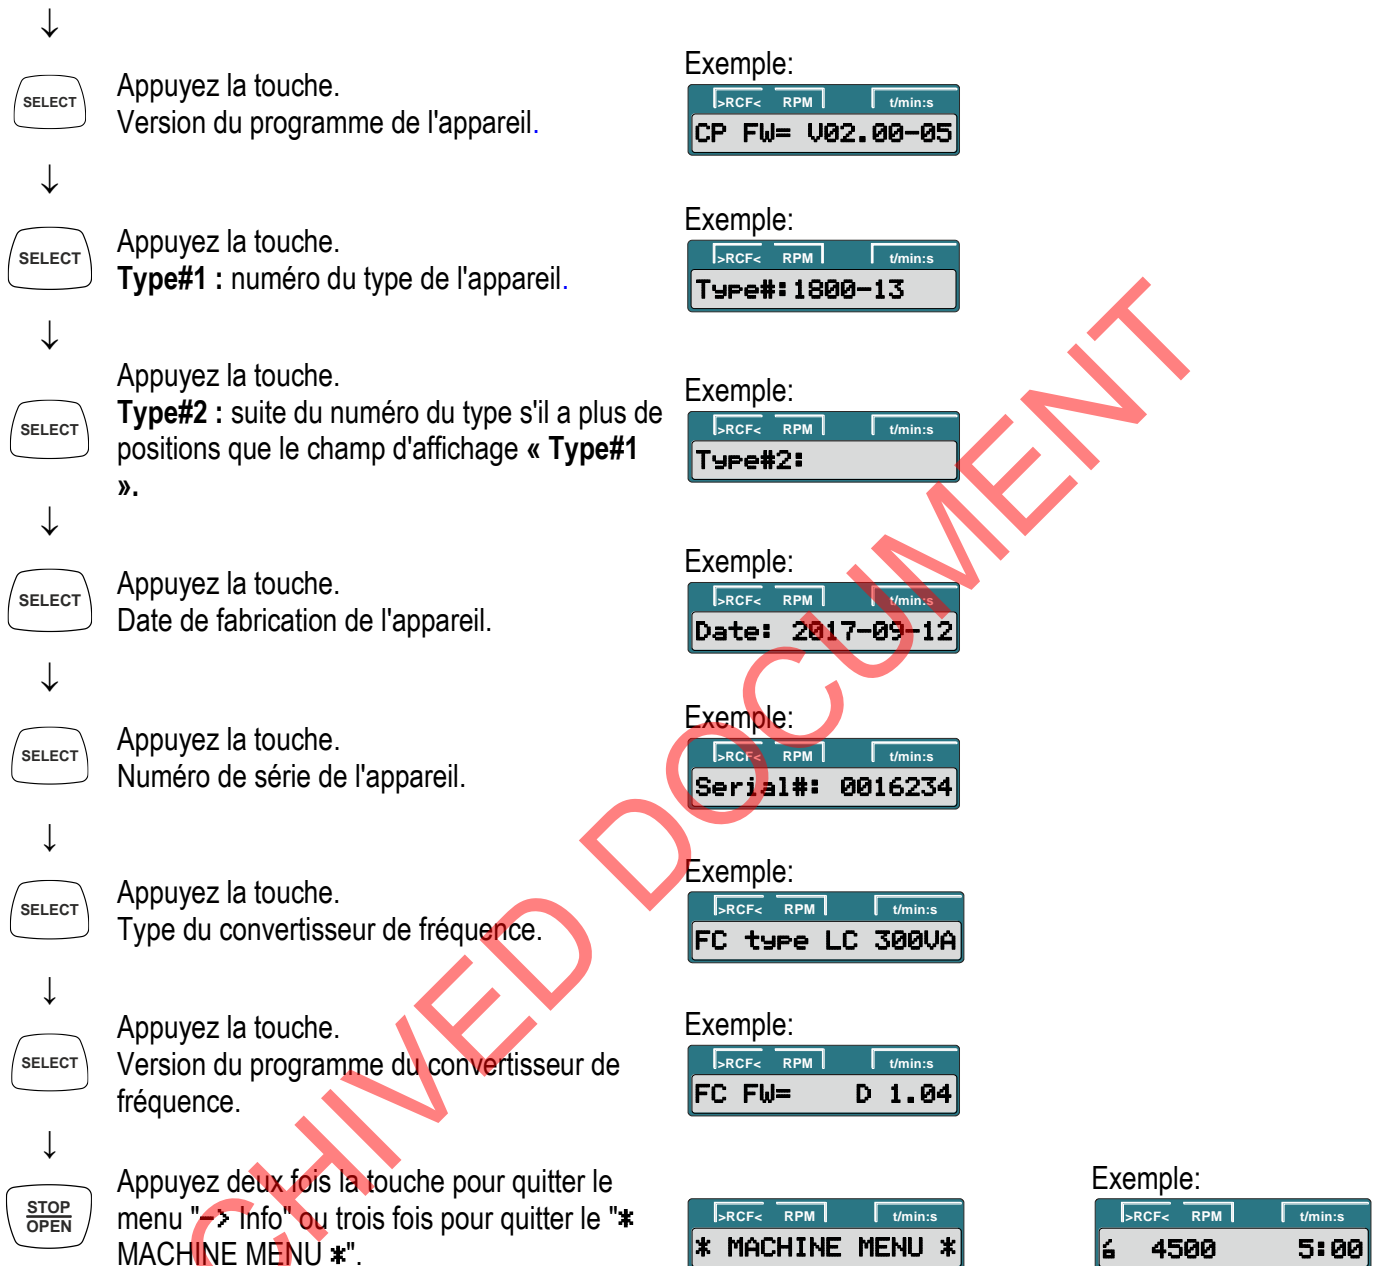 ↓
SELECT
Appuyez la touche.
Version du programme de l'appareil.
Exemple:
>RCF< RPM t/min:s
CP FW= V02.00-05
↓
SELECT
Appuyez la touche.
Type#1 : numéro du type de l'appareil.
Exemple:
>RCF< RPM t/min:s
Type#:1800-13
↓
SELECT
Appuyez la touche.
Type#2 : suite du numéro du type s'il a plus de
positions que le champ d'affichage « Type#1
».
Exemple:
>RCF< RPM t/min:s
Type#2:
↓
SELECT
Appuyez la touche.
Date de fabrication de l'appareil.
Exemple:
>RCF< RPM t/min:s
Date: 2017-09-12
↓
SELECT
Appuyez la touche.
Numéro de série de l'appareil.
Exemple:
>RCF< RPM t/min:s
Serial#: 0016234
↓
SELECT
Appuyez la touche.
Type du convertisseur de fréquence.
Exemple:
>RCF< RPM t/min:s
FC type LC 300VA
↓
SELECT
Appuyez la touche.
Version du programme du convertisseur de
fréquence.
Exemple:
>RCF< RPM t/min:s
FC FW= D 1.04
↓
STOP
OPEN
Appuyez deux fois la touche pour quitter le
menu "-> Info" ou trois fois pour quitter le "*
MACHINE MENU *".
>RCF< RPM t/min:s
* MACHINE MENU *
Exemple:
>RCF< RPM t/min:s
4500 5:00
CHIVED DOCUMENT